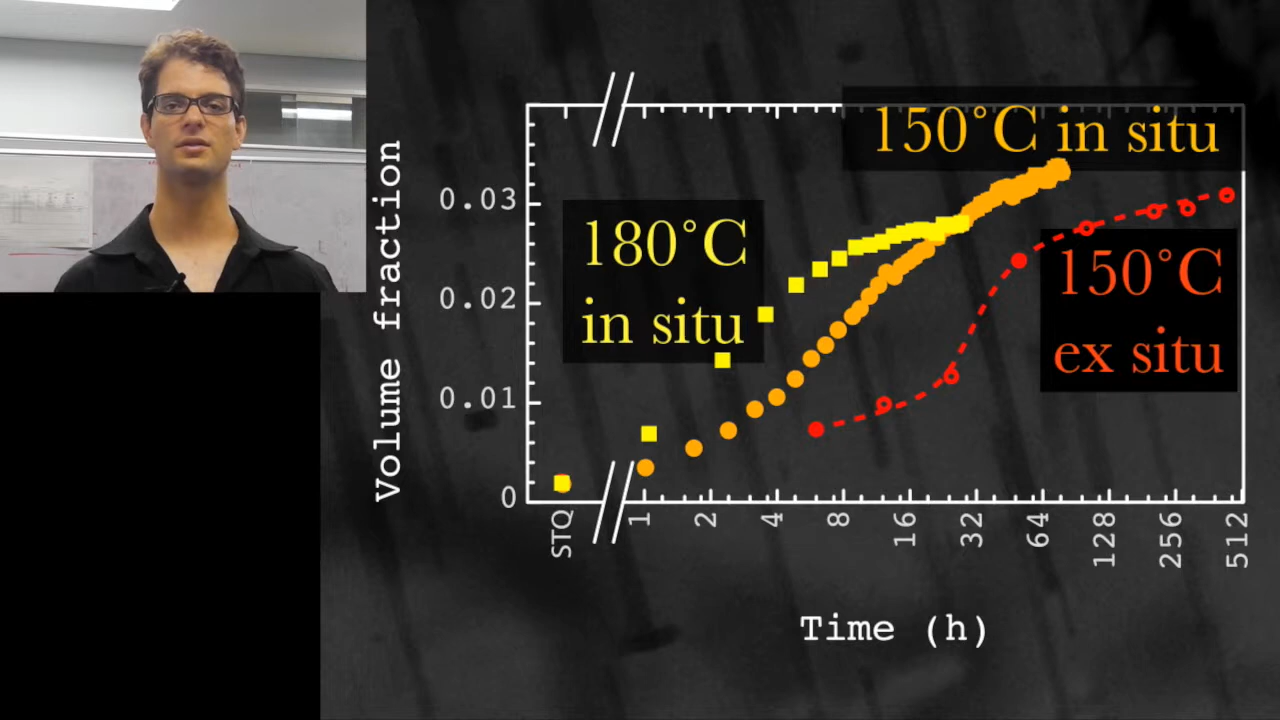 150°C in situ
180°C
in situ
150°C
ex situ
Volume fraction
0.03
0.02
0.01
0
STQ
1
2
4
8
16
32
64
128
256
512
Time (h)